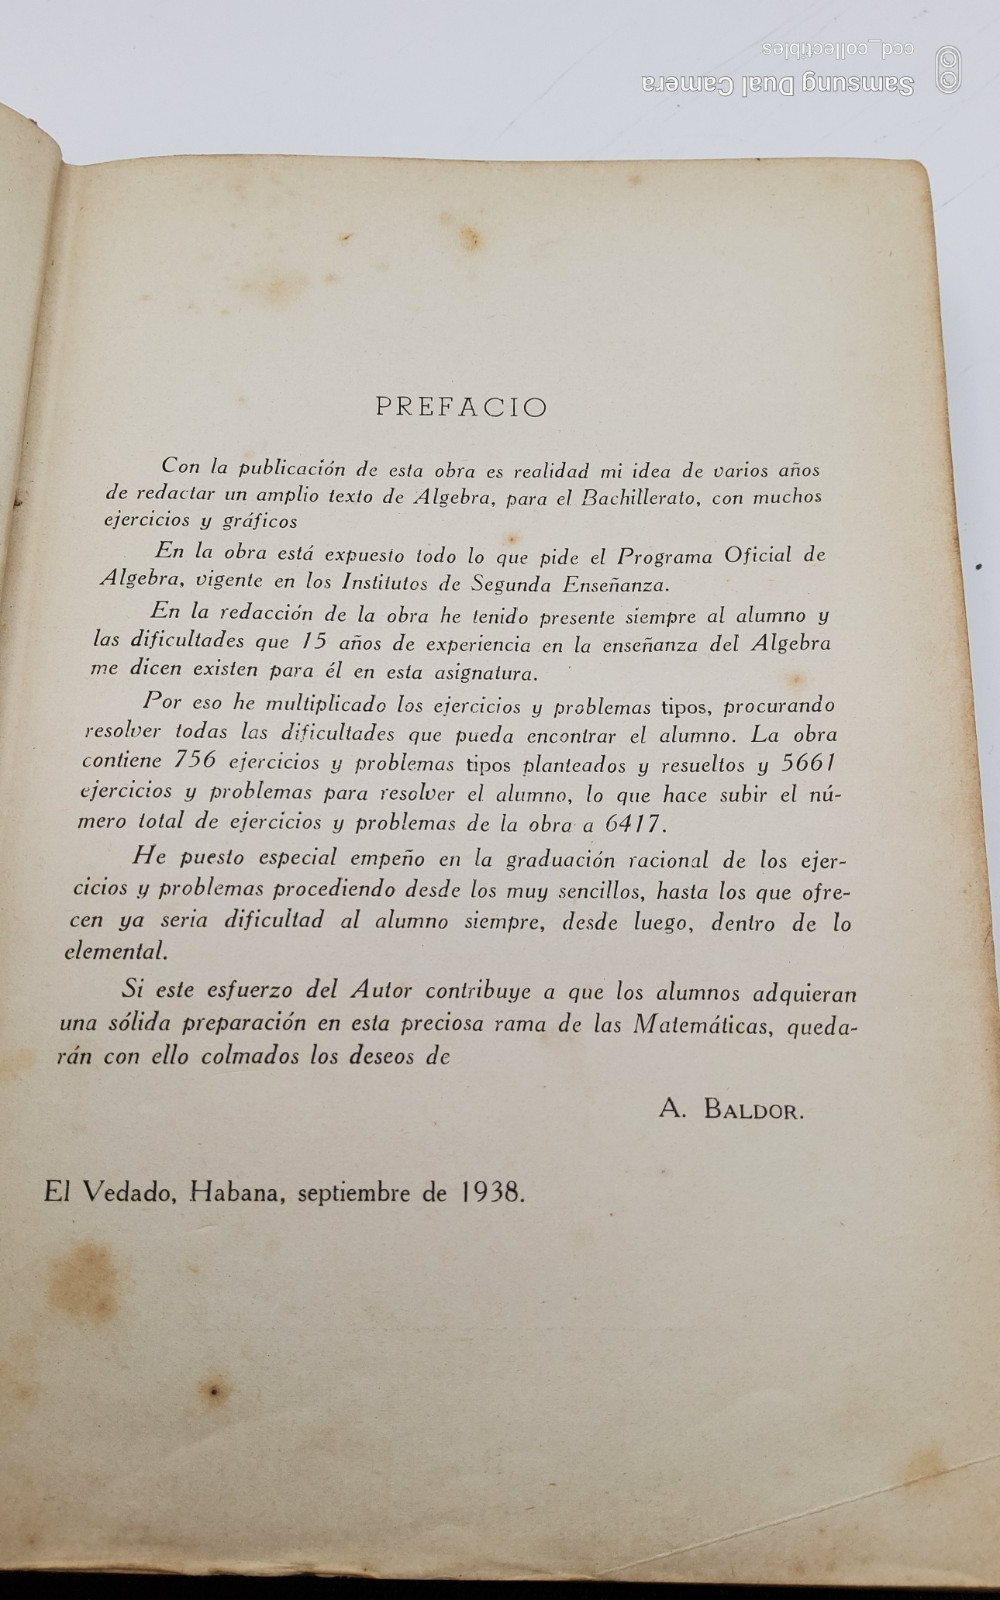 ccd_collectibles
Samsung Dual Camera
PREFACIO
Con la publicación de esta obra es realidad mi idea de varios años
de redactar un amplio texto de Algebra, para el Bachillerato, con muchos
ejercicios y gráficos
En la obra está expuesto todo lo que pide el Programa Oficial de
Algebra, vigente en los Institutos de Segunda Enseñanza.
En la redacción de la obra he tenido presente siempre al alumno y
las dificultades que 15 años de experiencia en la enseñanza del Algebra
me dicen existen para él en esta asignatura.
Por eso he multiplicado los ejercicios y problemas tipos, procurando
resolver todas las dificultades que pueda encontrar el alumno. La obra
contiene 756 ejercicios y problemas tipos planteados y resueltos y 5661
ejercicios y problemas para resolver el alumno, lo que hace subir el nú-
mero total de ejercicios y problemas de la obra a 6417.
He puesto especial empeño en la graduación racional de los ejer-
cicios y problemas procediendo desde los muy sencillos, hasta los que ofre-
cen ya seria dificultad al alumno siempre, desde luego, dentro de lo
elemental.
Si este esfuerzo del Autor contribuye a que los alumnos adquieran
una sólida preparación en esta preciosa rama de las Matemáticas, queda-
rán con ello colmados los deseos de
A. BALDOR.
El Vedado, Habana, septiembre de 1938.